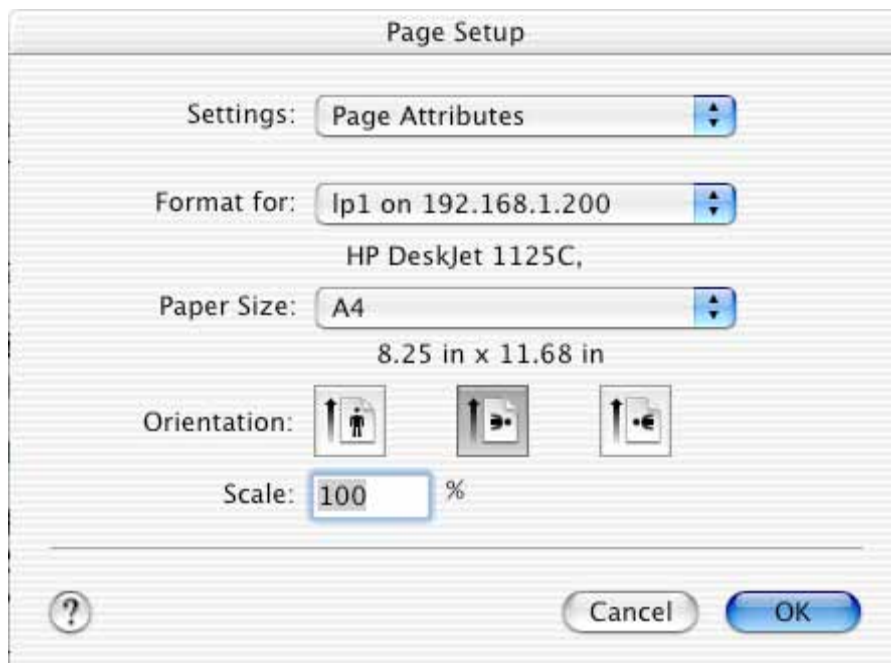 Page Setup
Settings: Page Attributes
Format for: lp1 on 192.168.1.200
HP DeskJet 1125C,
Paper Size: A4
8.25 in x 11.68 in
Orientation:
Scale: 100 %
? Cancel OK